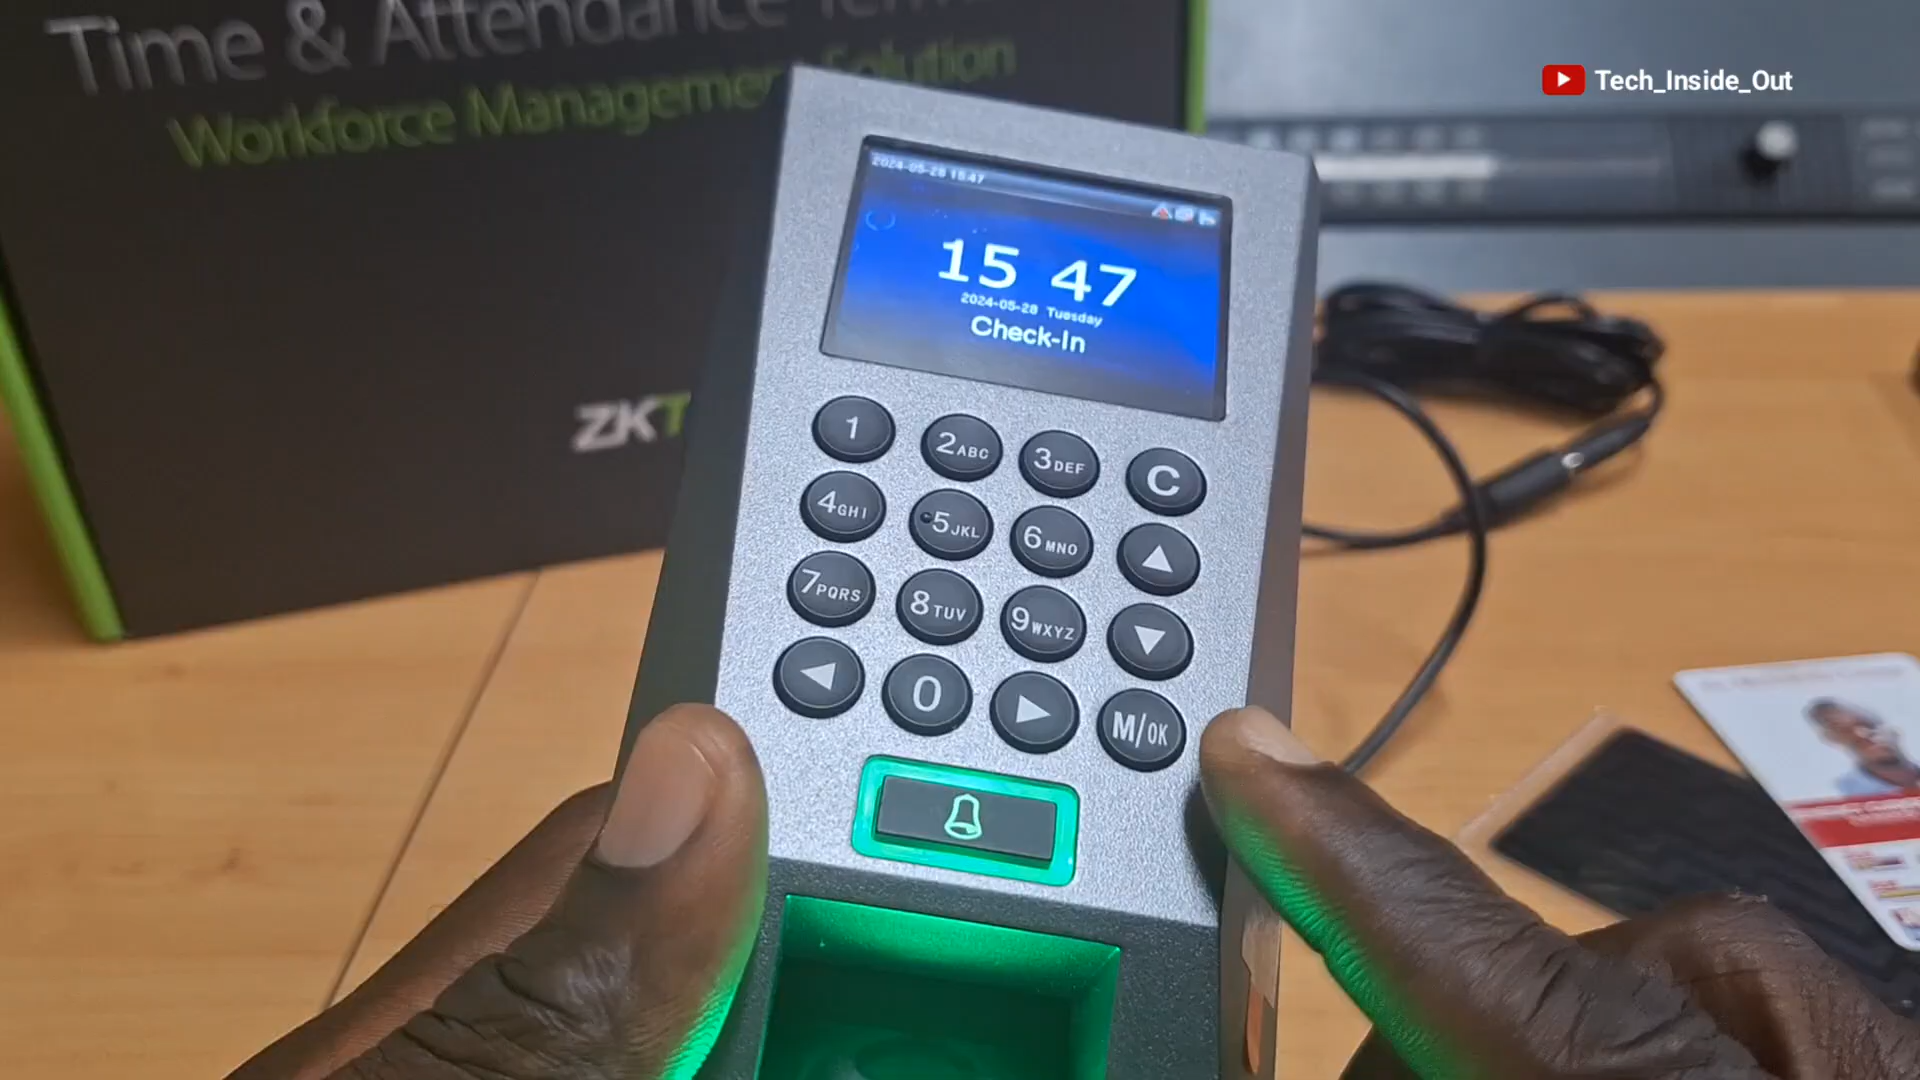 Time & Attendance
Workforce Management Solution
ZKT
Tech_Inside_Out
2024-05-28 15:47
15 47
2024-05-28 Tuesday
Check-In
1
2ABC
3DEF
C
4GHI
5JKL
6MNO
7PQRS
8TUV
9WXYZ
0
M/OK